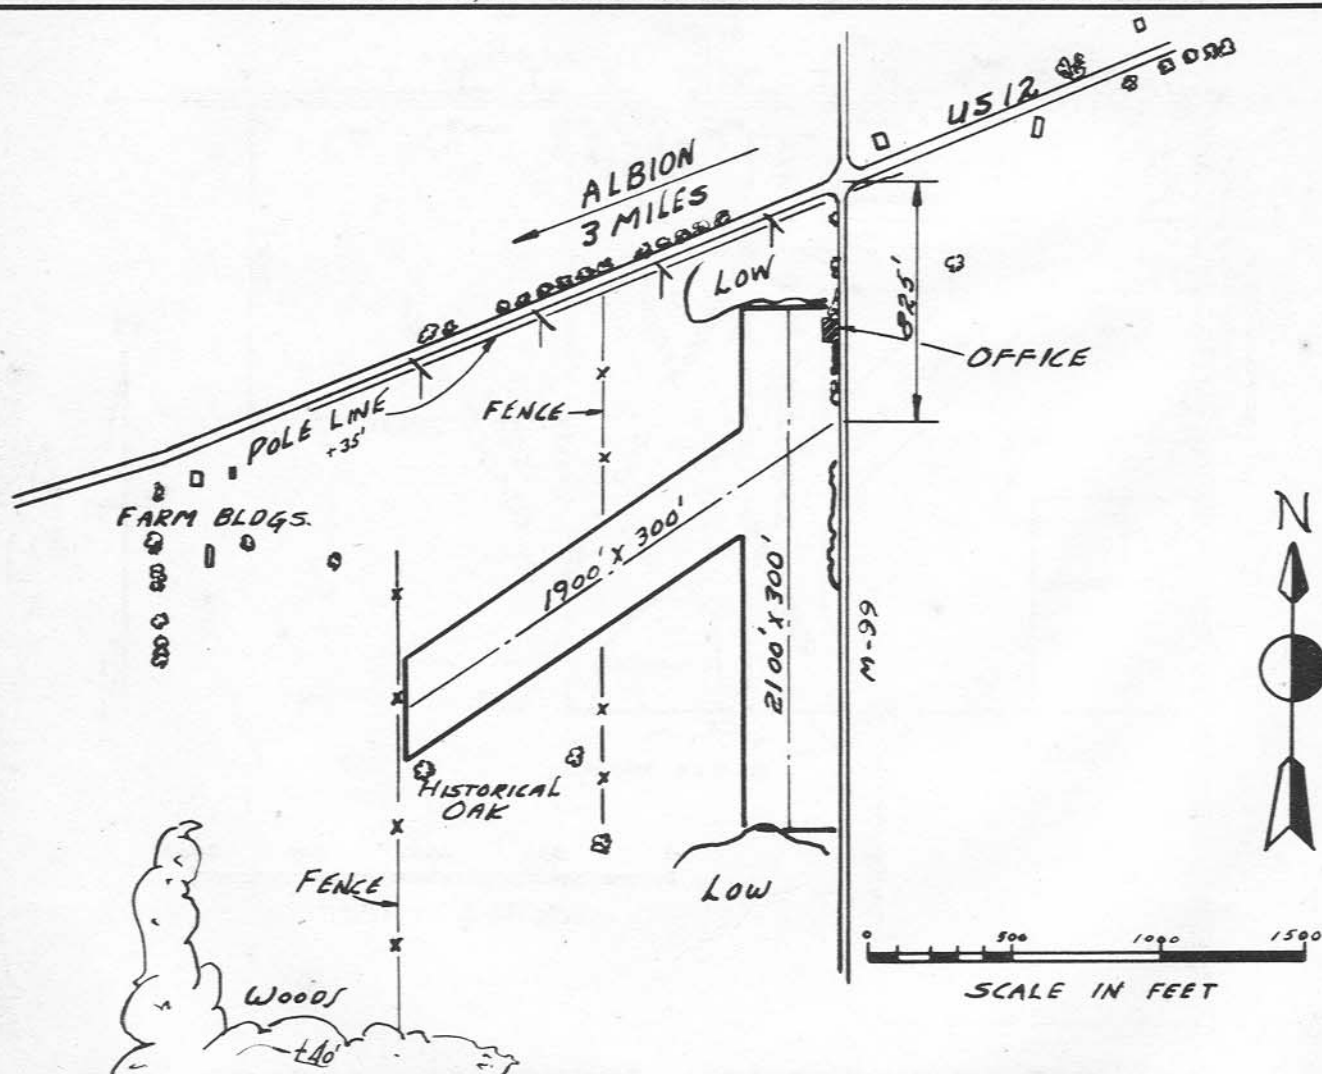 US 12
ALBION
3 MILES
LOW
825'
OFFICE
POLE LINE
+35'
FENCE
FARM BLDGS.
1900' X 300'
2100' X 300'
M-99
N
HISTORICAL
OAK
FENCE
LOW
WOODS
+40'
0 500 1000 1500
SCALE IN FEET